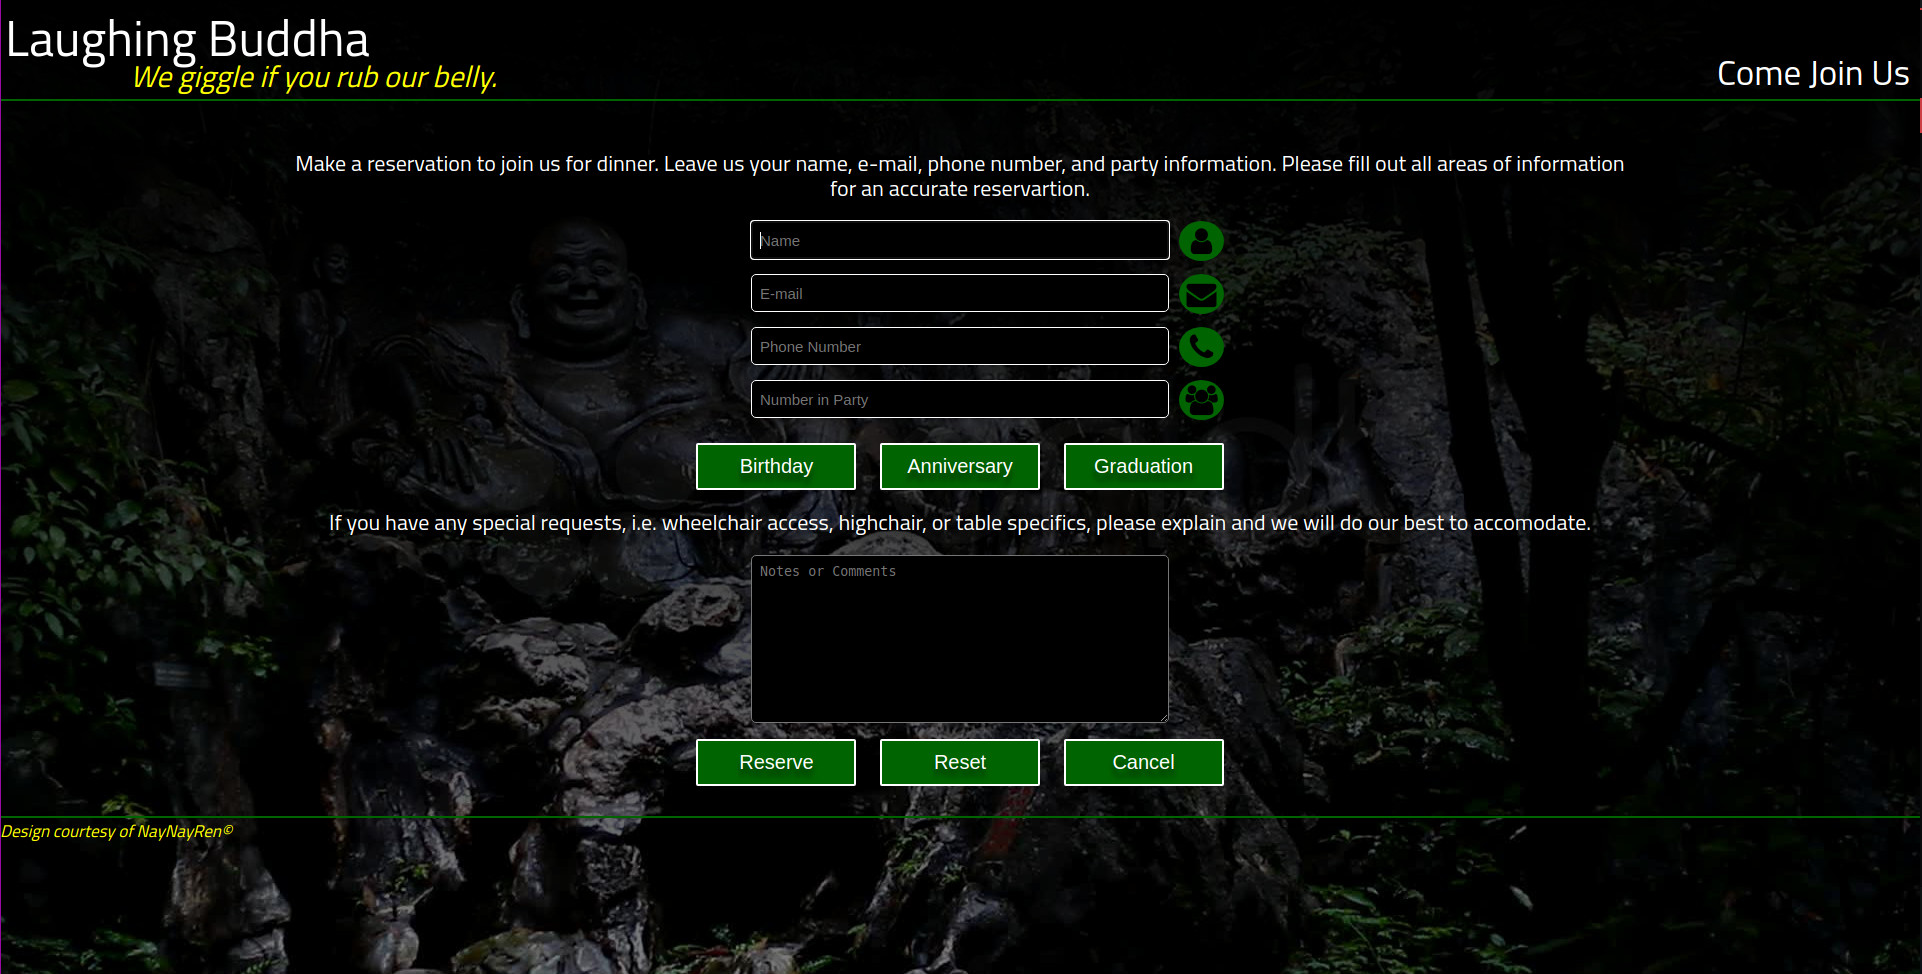 Laughing Buddha
We giggle if you rub our belly.
Come Join Us
Make a reservation to join us for dinner. Leave us your name, e-mail, phone number, and party information. Please fill out all areas of information
for an accurate reservartion.
Name
E-mail
Phone Number
Number in Party
Birthday
Anniversary
Graduation
If you have any special requests, i.e. wheelchair access, highchair, or table specifics, please explain and we will do our best to accomodate.
Notes or Comments
Reserve
Reset
Cancel
Design courtesy of NayNayRen©